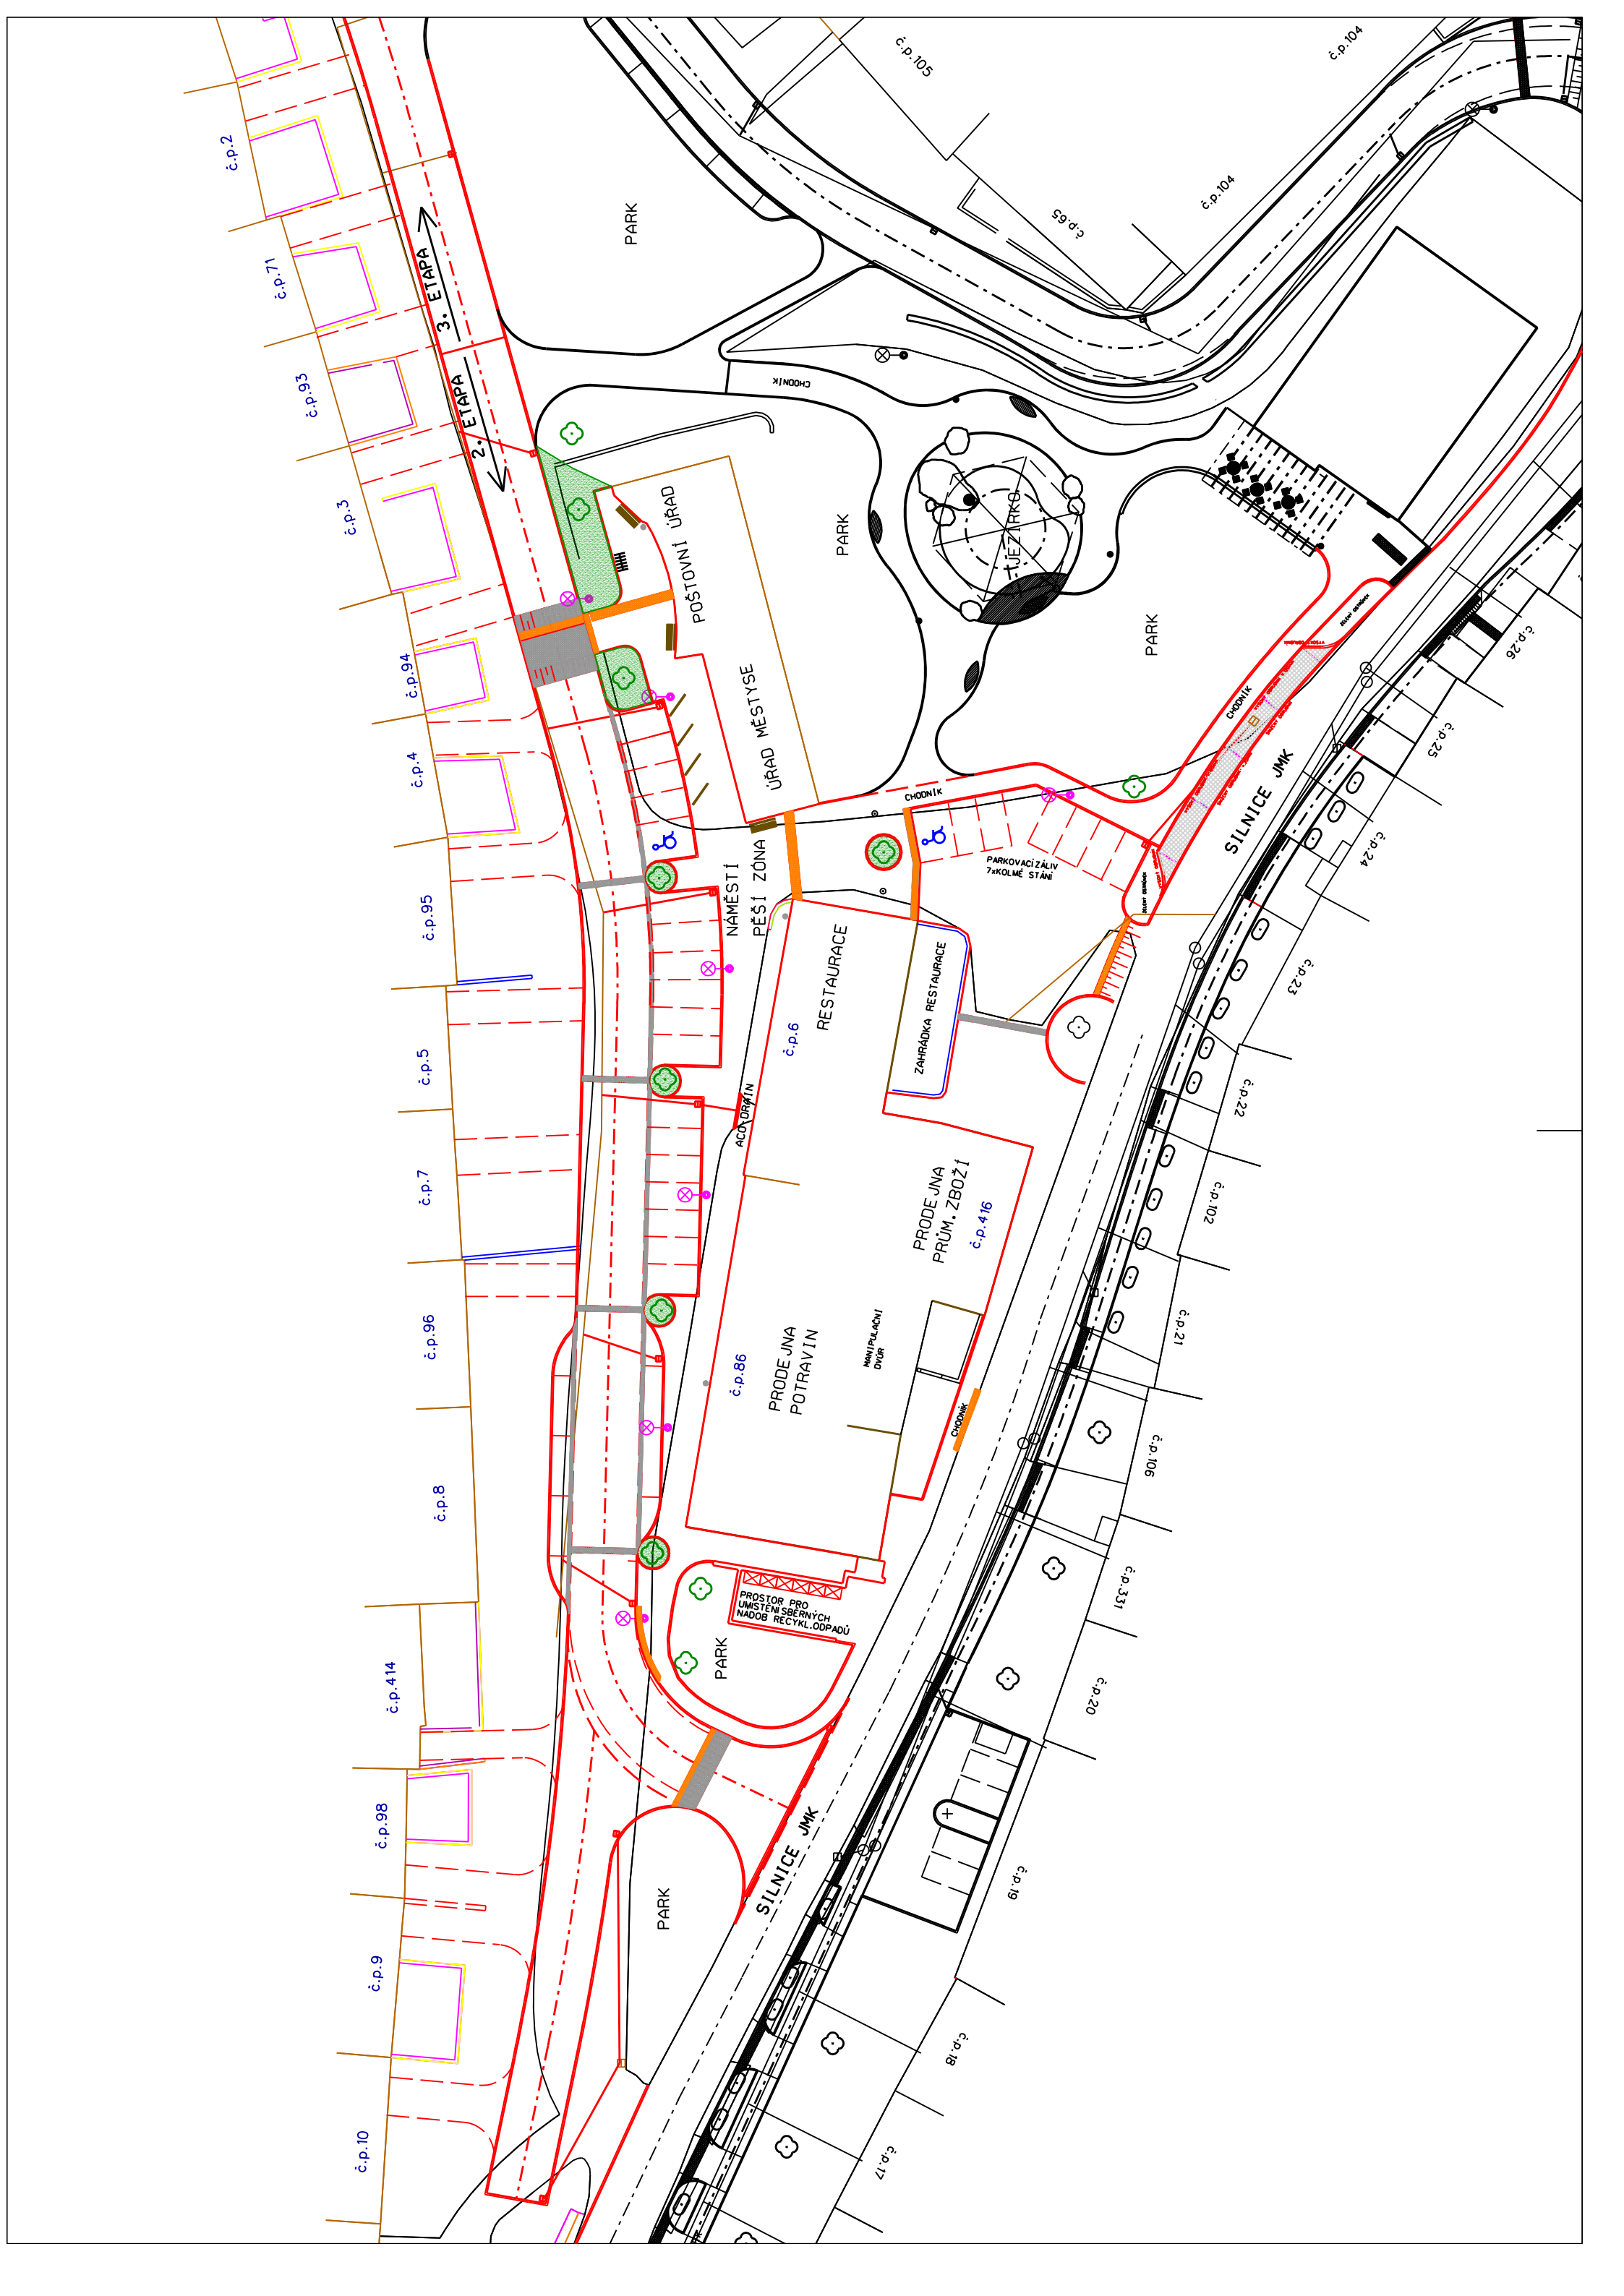 č.p.105
č.p.104
č.p.2
č.p.104
č.p.65
PARK
č.p.71
3. ETAPA
2. ETAPA
č.p.93
CHODNÍK
č.p.3
POŠTOVNÍ ÚŘAD
PARK
JEZÍRKO
PARK
č.p.94
ÚŘAD MĚSTYSE
CHODNÍK
č.p.26
č.p.25
č.p.4
CHODNÍK
SILNICE JMK
PARKOVACÍ ZÁLIV
7xKOLMÉ STÁNÍ
č.p.24
NÁMĚSTÍ
PĚŠÍ ZÓNA
č.p.95
RESTAURACE
č.p.6
ZAHRÁDKA RESTAURACE
č.p.23
č.p.5
ACO-DRAIN
č.p.22
č.p.7
PRODEJNA
PRŮM. ZBOŽÍ
č.p.416
č.p.102
č.p.96
č.p.86
PRODEJNA
POTRAVIN
MANIPULAČNÍ
DVŮR
č.p.21
CHODNÍK
č.p.106
č.p.8
č.p.331
PROSTOR PRO
UMISTĚNÍ SBĚRNÝCH
NÁDOB RECYKL.ODPADŮ
PARK
č.p.414
č.p.20
č.p.98
SILNICE JMK
č.p.19
PARK
č.p.9
č.p.18
č.p.10
č.p.17